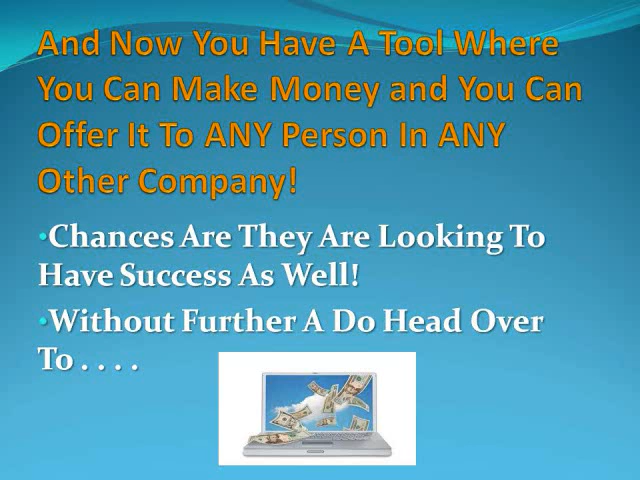 And Now You Have A Tool Where
You Can Make Money and You Can
Offer It To ANY Person In ANY
Other Company!
•Chances Are They Are Looking To
Have Success As Well!
•Without Further A Do Head Over
To . . . .